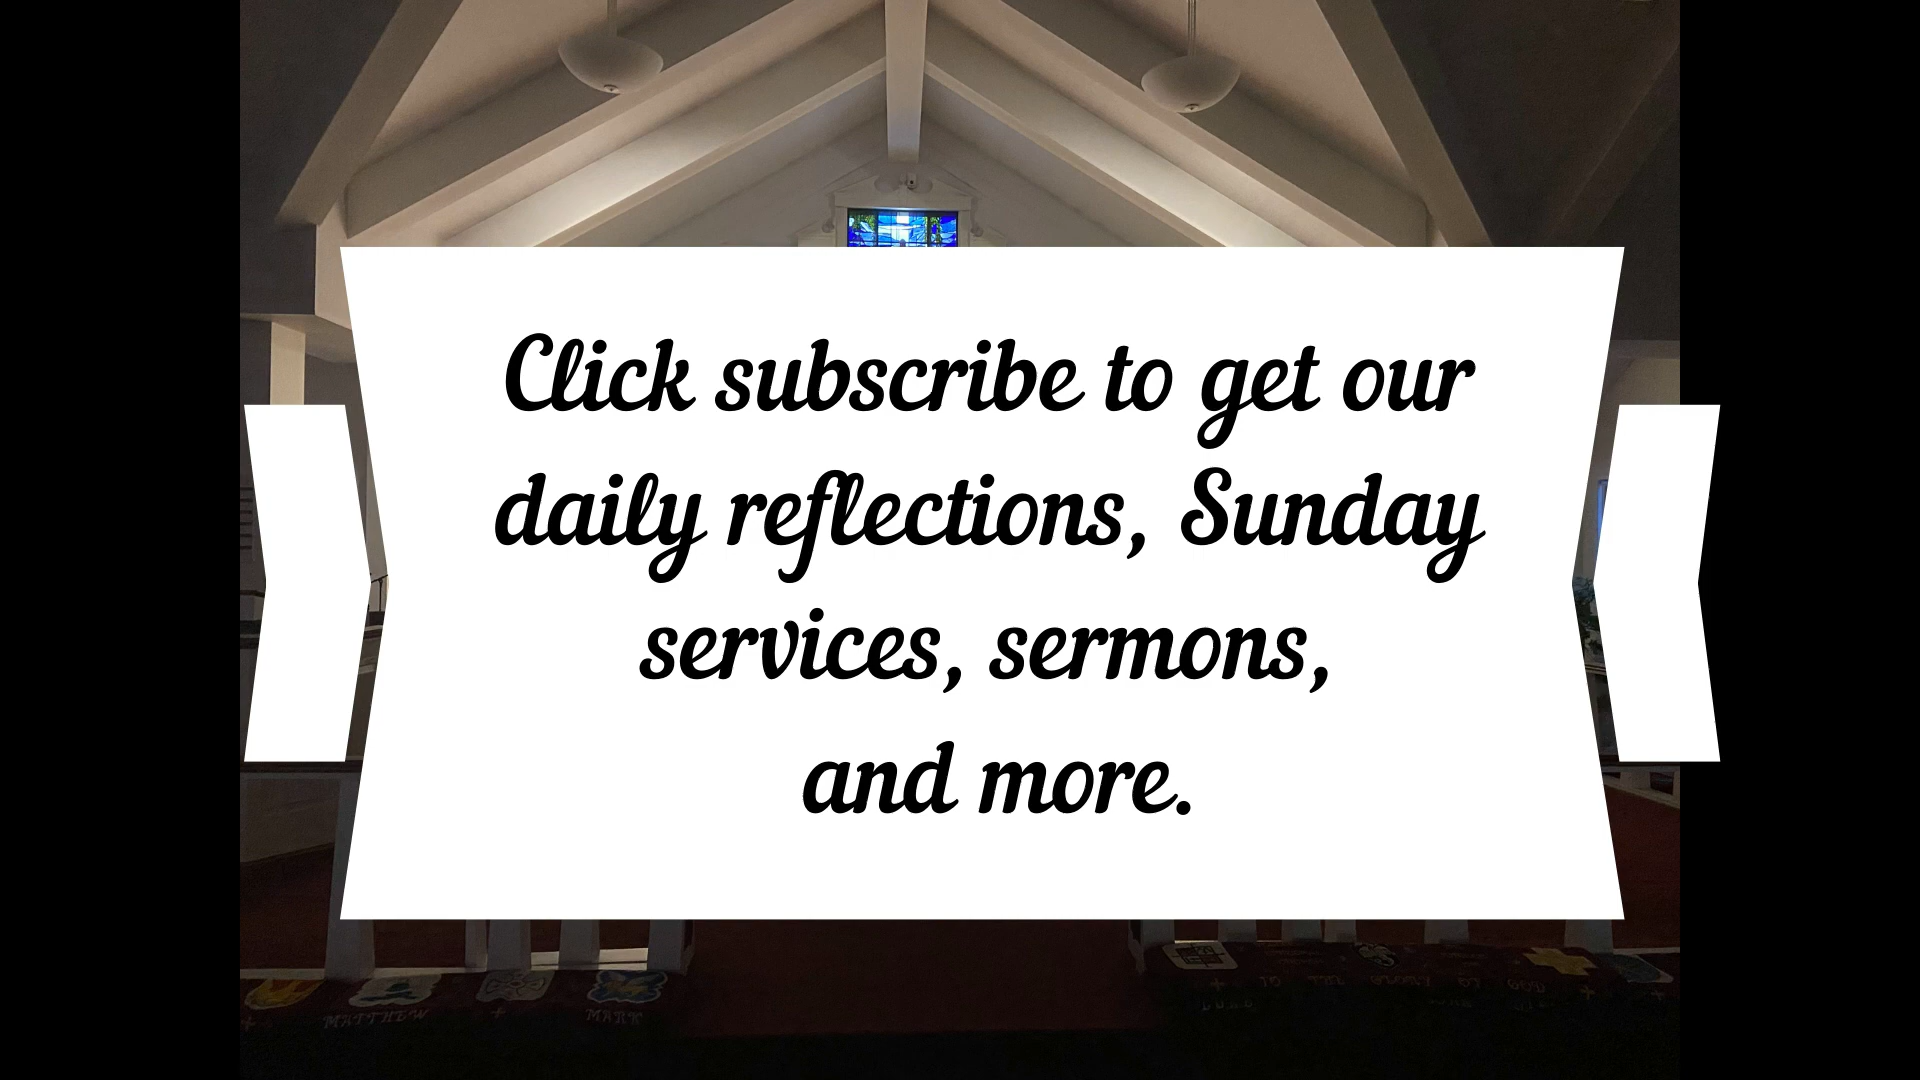 Click subscribe to get our
daily reflections, Sunday
services, sermons,
and more.
MATTHEW
MARK